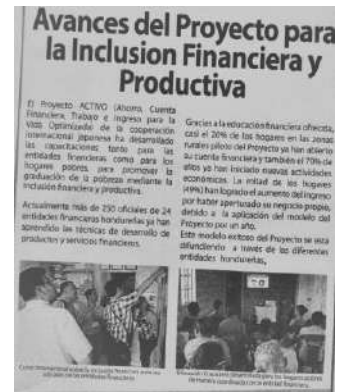 Avances del Proyecto para
la Inclusion Financiera y
Productiva
El Proyecto ACTIVO (Ahorro, Cuenta
Financiera, Trabajo e Ingreso para la
Vida Optimizada) de la cooperación
internacional japonesa ha desarrollado
las capacitaciones tanto para las
entidades financieras como para los
hogares pobres, para promover la
graduación de la pobreza mediante la
inclusión financiera y productiva.
Actualmente más de 250 oficiales de 24
entidades financieras hondureñas ya han
aprendido las técnicas de desarrollo de
productos y servicios financieros.
Gracias a la educación financiera ofrecida,
casi el 20% de los hogares en las zonas
rurales piloto del Proyecto ya han abierto
su cuenta financiera y también el 70% de
ellos ya han iniciado nuevas actividades
económicas. La mitad de los hogares
(49%) han logrado el aumento del ingreso
por haber aperturado su negocio propio,
debido a la aplicación del modelo del
Proyecto por un año.
Este modelo exitoso del Proyecto se está
difundiendo a través de las diferentes
entidades hondureñas.